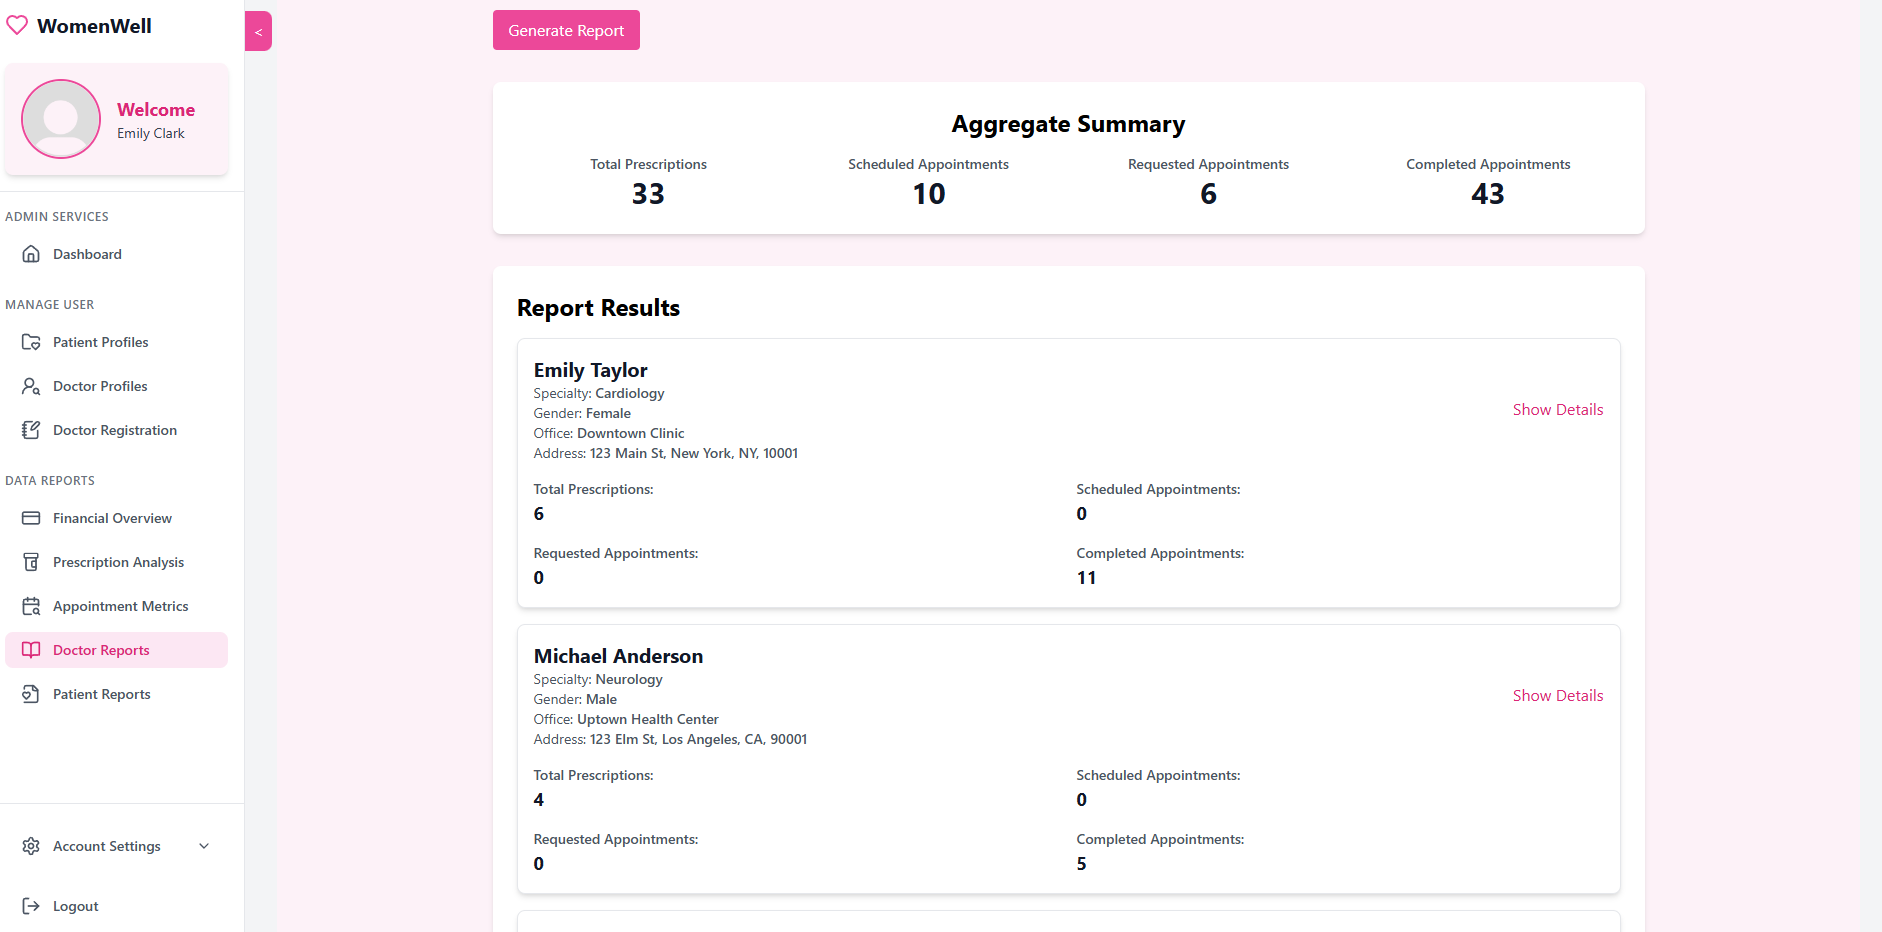 WomenWell
<
Welcome
Emily Clark
ADMIN SERVICES
Dashboard
MANAGE USER
Patient Profiles
Doctor Profiles
Doctor Registration
DATA REPORTS
Financial Overview
Prescription Analysis
Appointment Metrics
Doctor Reports
Patient Reports
Account Settings
Logout
Generate Report
Aggregate Summary
Total Prescriptions
33
Scheduled Appointments
10
Requested Appointments
6
Completed Appointments
43
Report Results
Emily Taylor
Specialty: Cardiology
Gender: Female
Office: Downtown Clinic
Address: 123 Main St, New York, NY, 10001
Show Details
Total Prescriptions:
6
Scheduled Appointments:
0
Requested Appointments:
0
Completed Appointments:
11
Michael Anderson
Specialty: Neurology
Gender: Male
Office: Uptown Health Center
Address: 123 Elm St, Los Angeles, CA, 90001
Show Details
Total Prescriptions:
4
Scheduled Appointments:
0
Requested Appointments:
0
Completed Appointments:
5